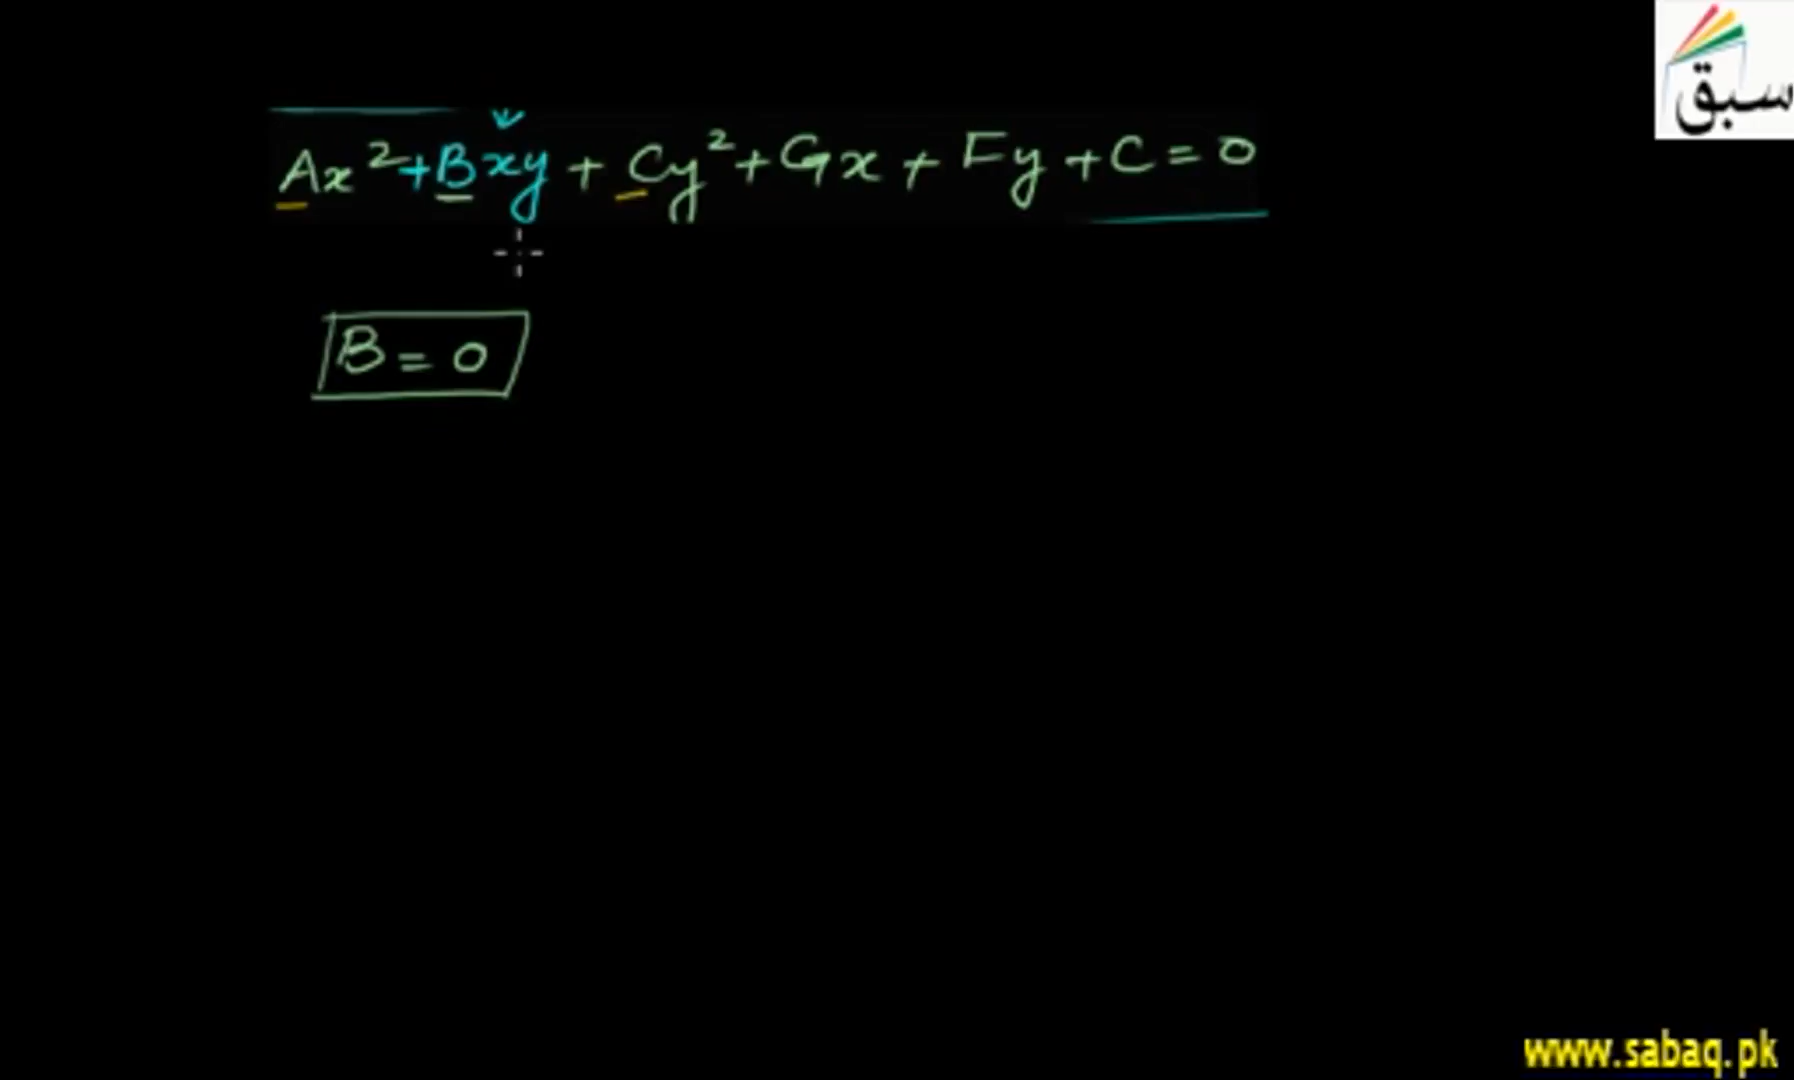 سبق
Ax²+Bxy + Cy²+Gx + Fy +C=0
B = 0
www.sabaq.pk